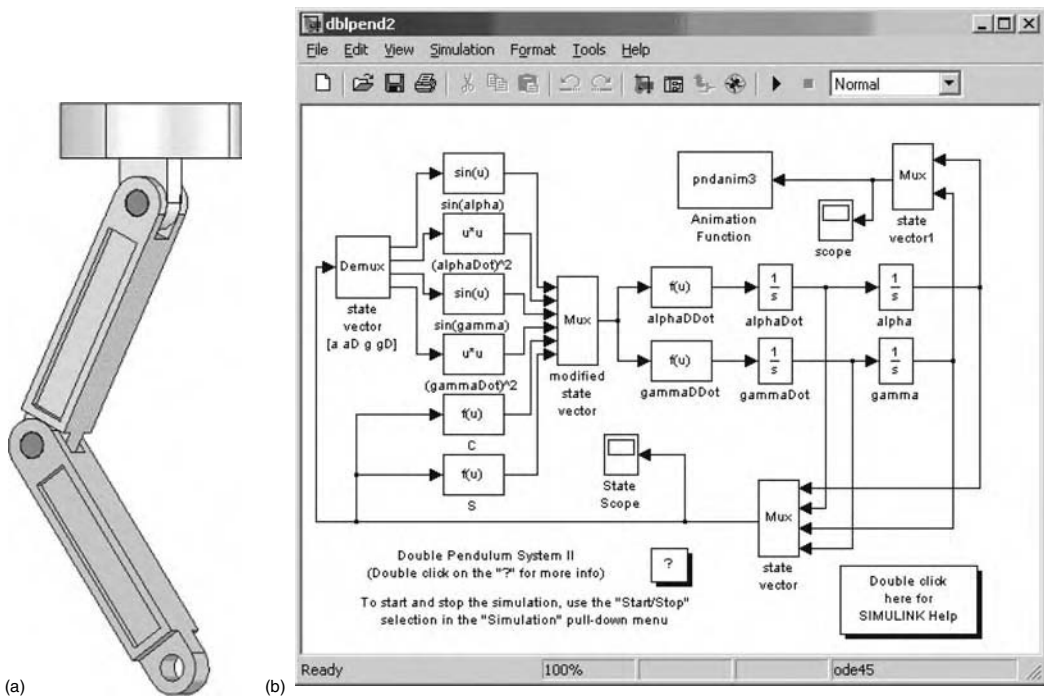 dblpend2
File Edit View Simulation Format Tools Help
Normal
sin(u)
sin(alpha)
u*u
(alphaDot)^2
Demux
state
vector
[a aD g gD]
sin(u)
sin(gamma)
u*u
(gammaDot)^2
f(u)
C
f(u)
S
Mux
modified
state
vector
pndanim3
Animation
Function
scope
Mux
state
vector1
f(u)
alphaDDot
1
s
alphaDot
1
s
alpha
f(u)
gammaDDot
1
s
gammaDot
1
s
gamma
State
Scope
Mux
state
vector
Double Pendulum System II
(Double click on the "?" for more info)
?
To start and stop the simulation, use the "Start/Stop"
selection in the "Simulation" pull-down menu
Double click
here for
SIMULINK Help
Ready 100% ode45
(a)
(b)